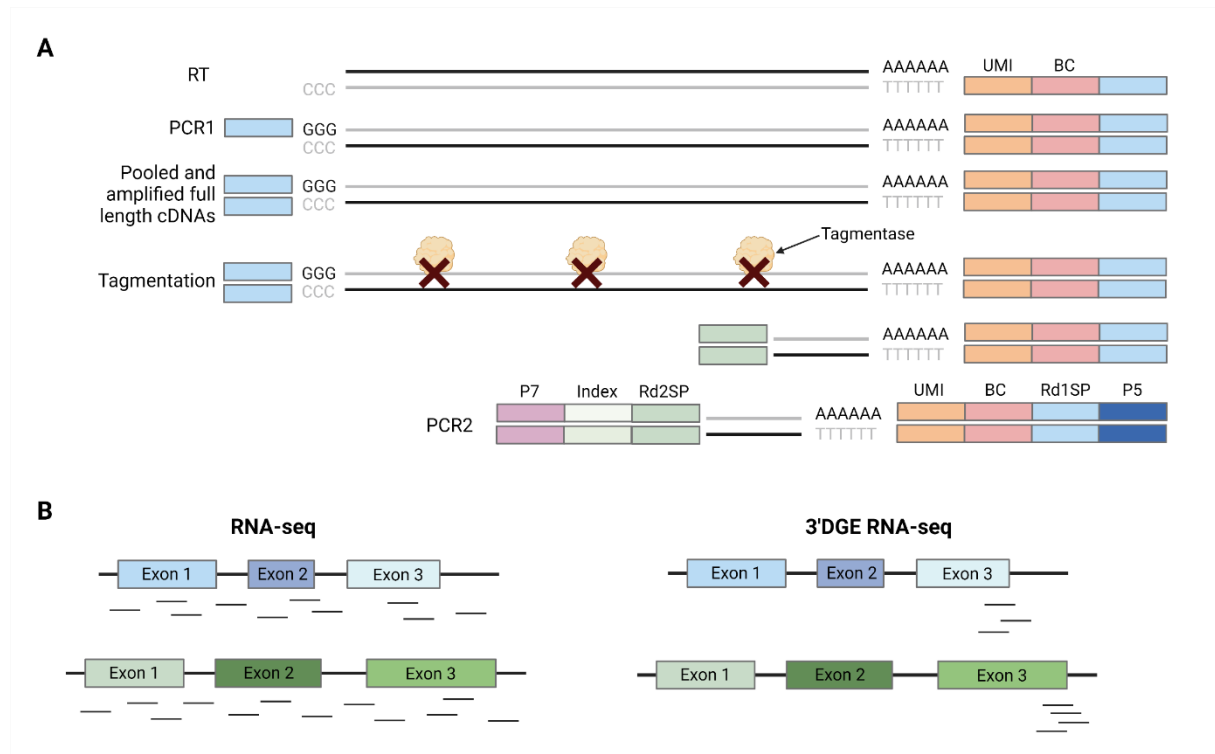 A
RT
AAAAAA
UMI
BC
CCC
TTTTTT
PCR1
GGG
AAAAAA
CCC
TTTTTT
Pooled and
amplified full
length cDNAs
GGG
AAAAAA
CCC
TTTTTT
Tagmentase
Tagmentation
GGG
AAAAAA
CCC
TTTTTT
AAAAAA
TTTTTT
P7
Index
Rd2SP
UMI
BC
Rd1SP
P5
PCR2
AAAAAA
TTTTTT
B
RNA-seq
3'DGE RNA-seq
Exon 1
Exon 2
Exon 3
Exon 1
Exon 2
Exon 3
Exon 1
Exon 2
Exon 3
Exon 1
Exon 2
Exon 3